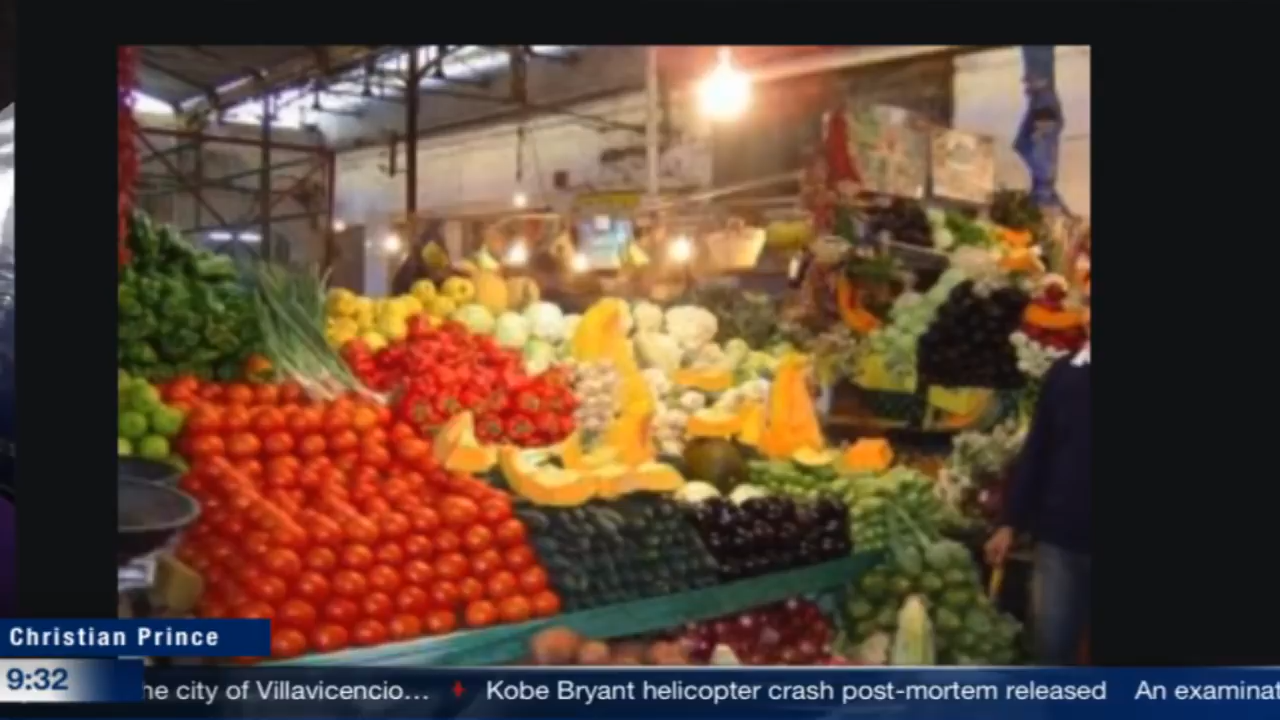 Christian Prince
9:32
he city of Villavicencio… ♦ Kobe Bryant helicopter crash post-mortem released An examinat